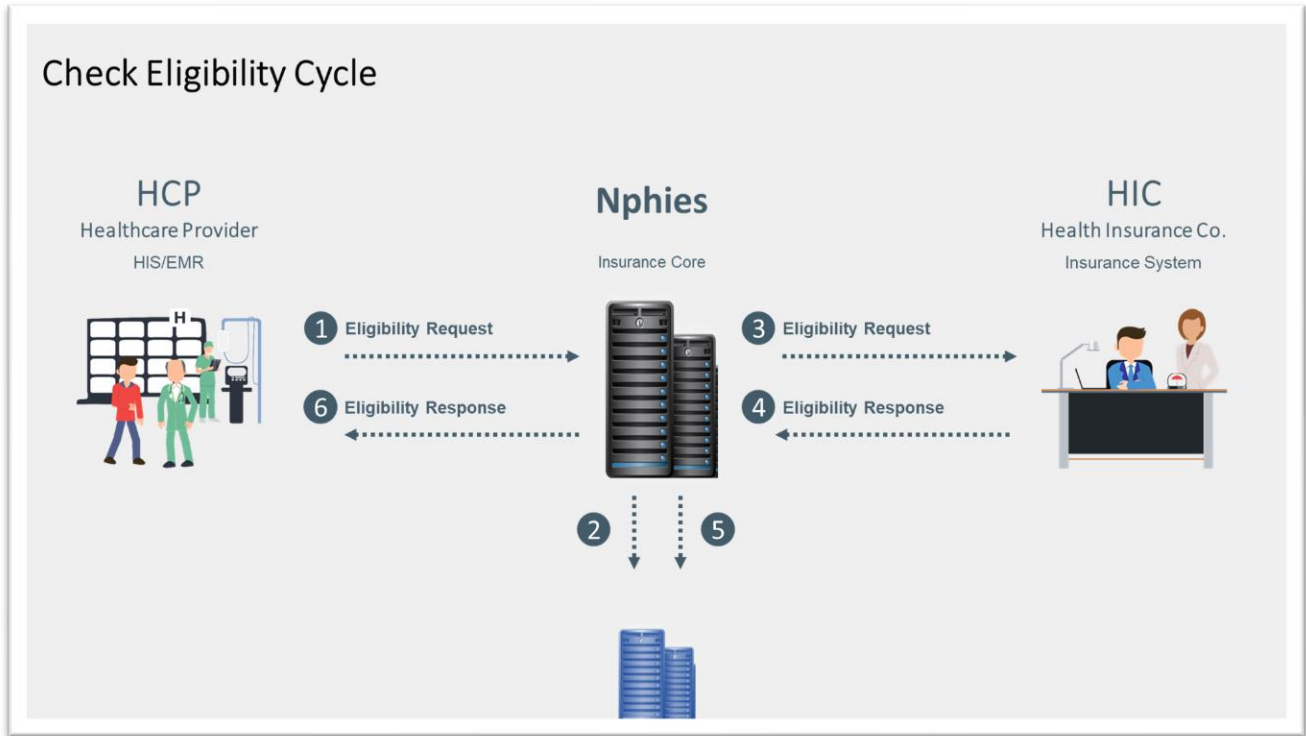 Check Eligibility Cycle
HCP
Healthcare Provider
HIS/EMR
H
Nphies
Insurance Core
HIC
Health Insurance Co.
Insurance System
1 Eligibility Request
6 Eligibility Response
3 Eligibility Request
4 Eligibility Response
2
5